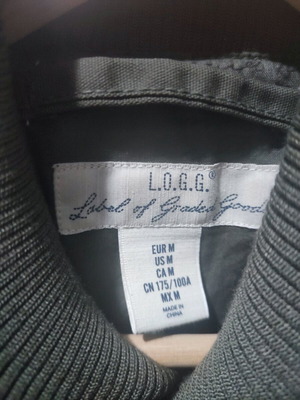 L.O.G.G.®
Label of Graded Goods
EUR M
US M
CA M
CN 175/100A
MX M
MADE IN
CHINA